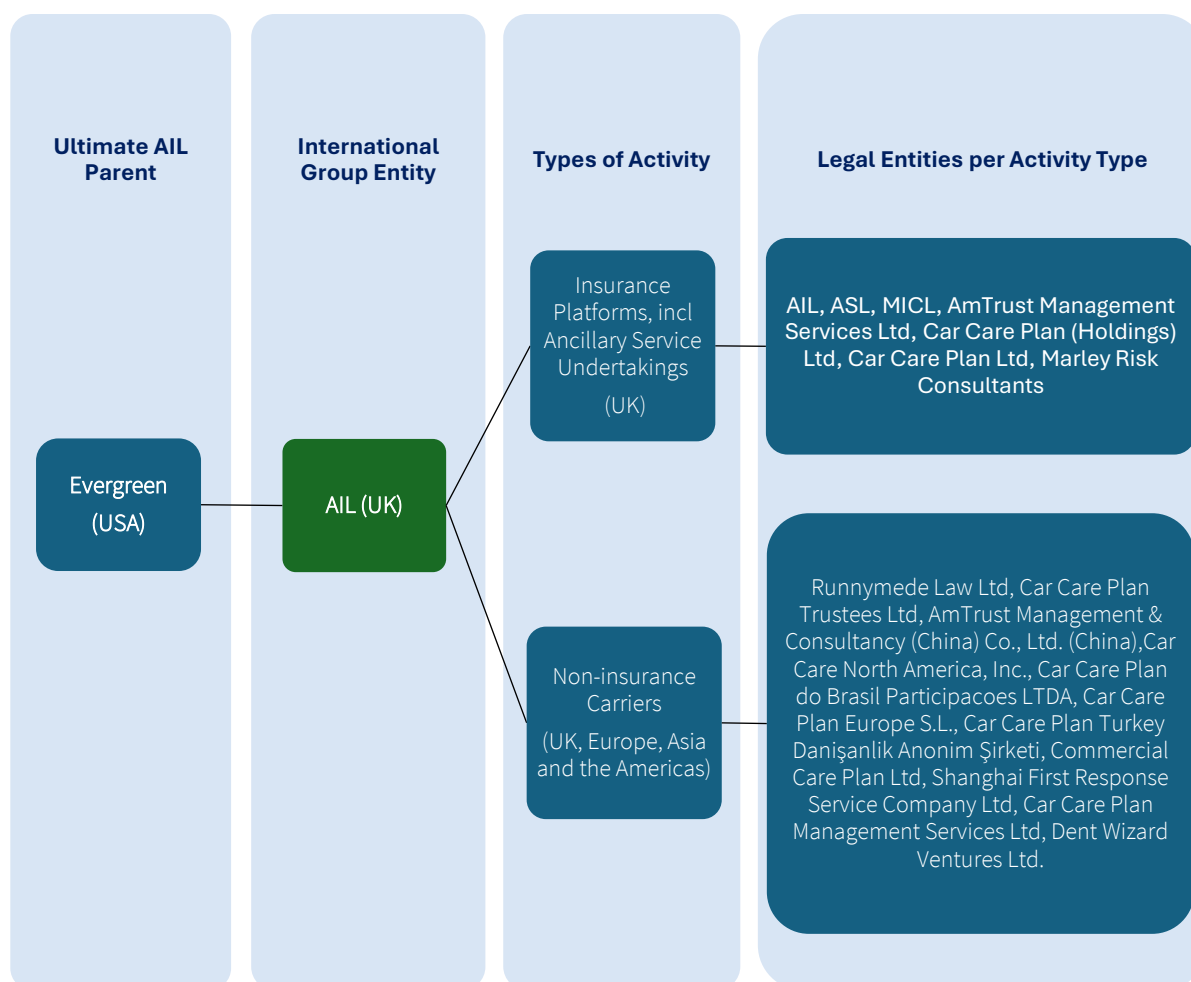 Ultimate AIL
Parent
International
Group Entity
Types of Activity
Legal Entities per Activity Type
Evergreen
(USA)
AIL (UK)
Insurance
Platforms, incl
Ancillary Service
Undertakings
(UK)
AIL, ASL, MICL, AmTrust Management
Services Ltd, Car Care Plan (Holdings)
Ltd, Car Care Plan Ltd, Marley Risk
Consultants
Non-insurance
Carriers
(UK, Europe, Asia
and the Americas)
Runnymede Law Ltd, Car Care Plan
Trustees Ltd, AmTrust Management &
Consultancy (China) Co., Ltd. (China),Car
Care North America, Inc., Car Care Plan
do Brasil Participacoes LTDA, Car Care
Plan Europe S.L., Car Care Plan Turkey
Danişanlik Anonim Şirketi, Commercial
Care Plan Ltd, Shanghai First Response
Service Company Ltd, Car Care Plan
Management Services Ltd, Dent Wizard
Ventures Ltd.